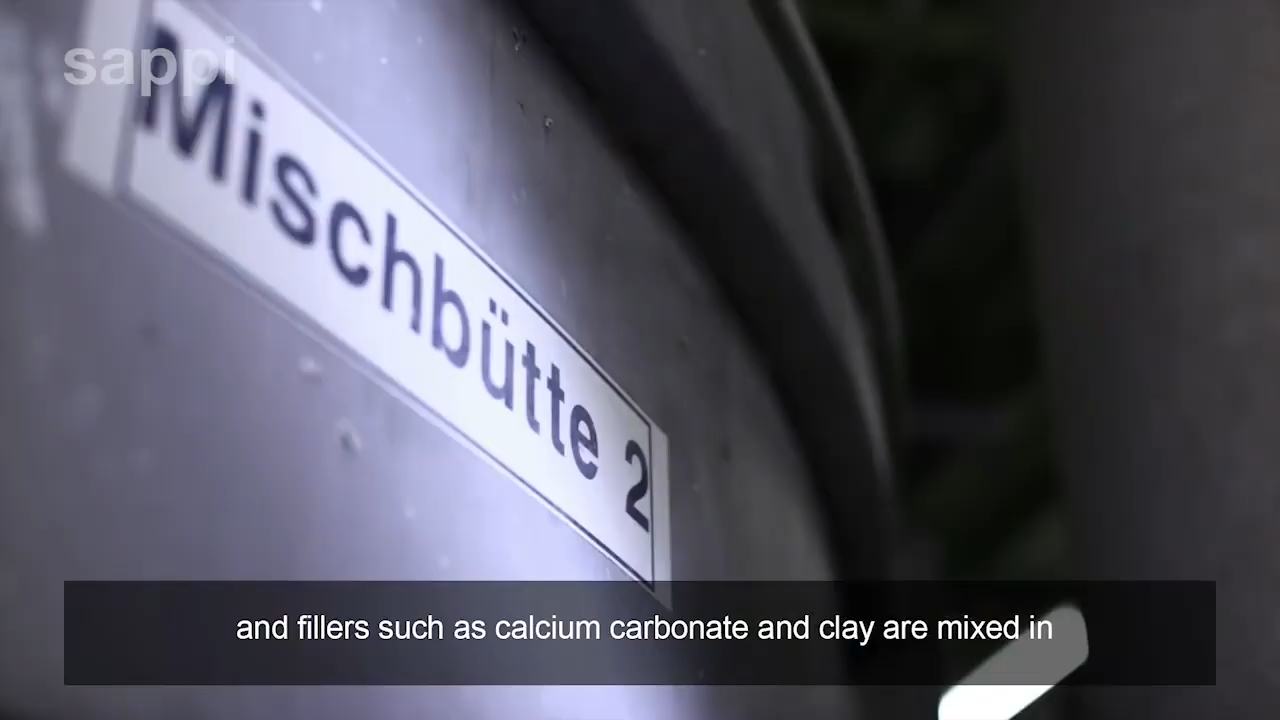 sappi
Mischbütte 2
and fillers such as calcium carbonate and clay are mixed in